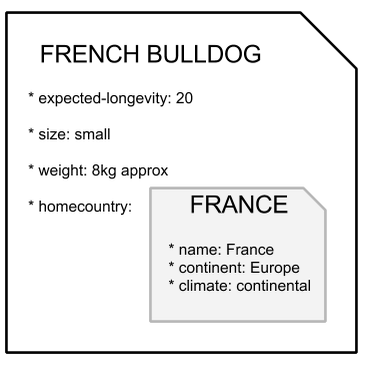 FRENCH BULLDOG
* expected-longevity: 20
* size: small
* weight: 8kg approx
* homecountry:
FRANCE
* name: France
* continent: Europe
* climate: continental